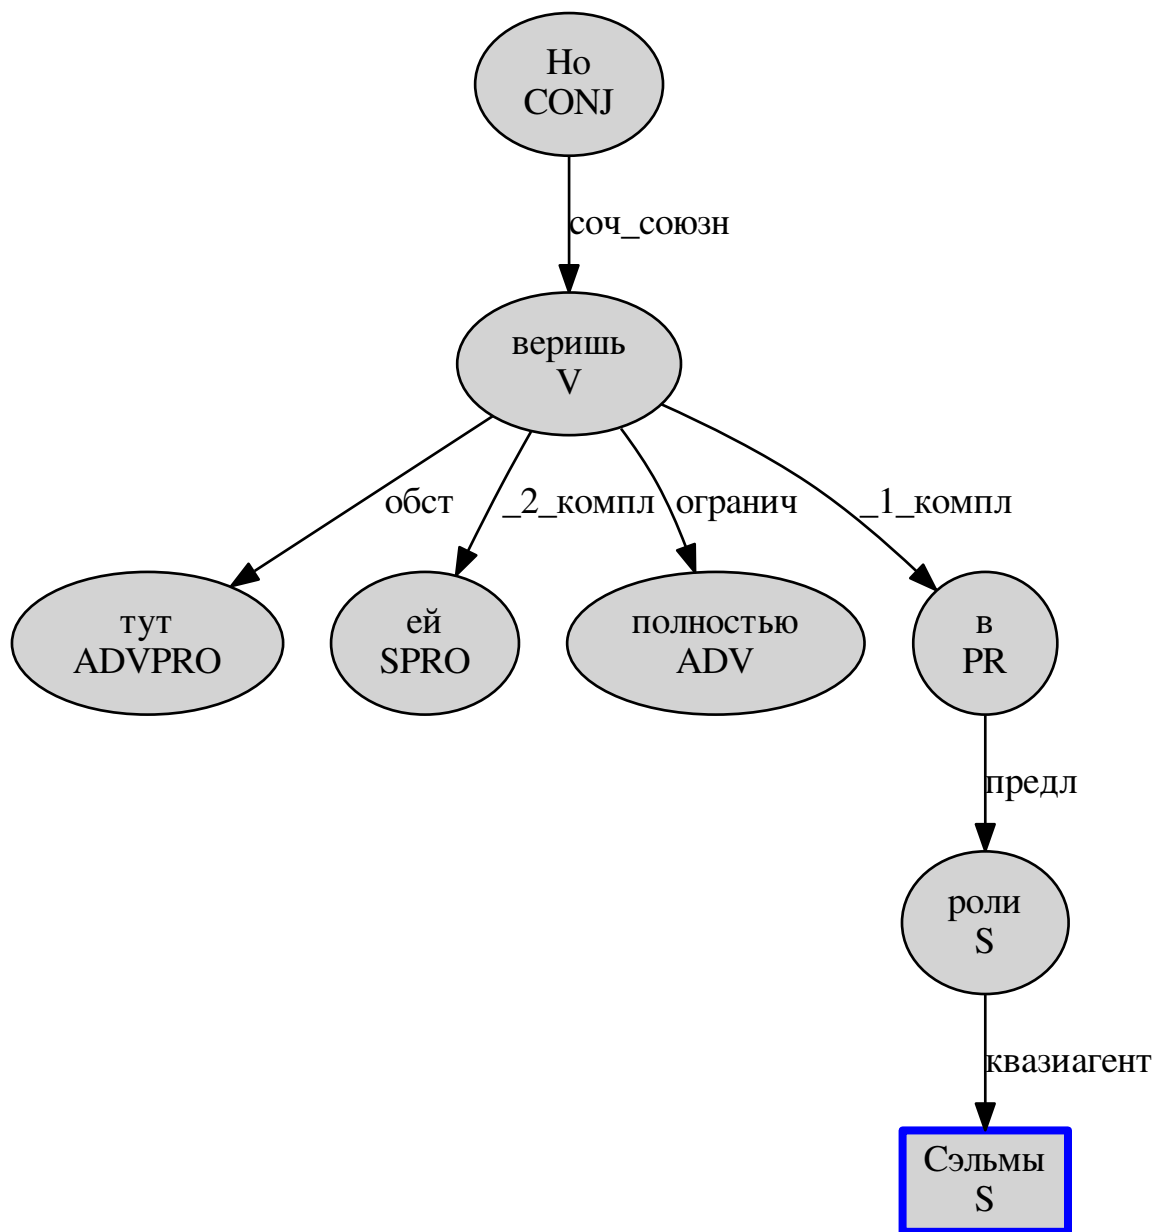 Но
CONJ
соч_союзн
веришь
V
обст
_2_компл
огранич
_1_компл
тут
ADVPRO
ей
SPRO
полностью
ADV
в
PR
предл
роли
S
квазиагент
Сэльмы
S